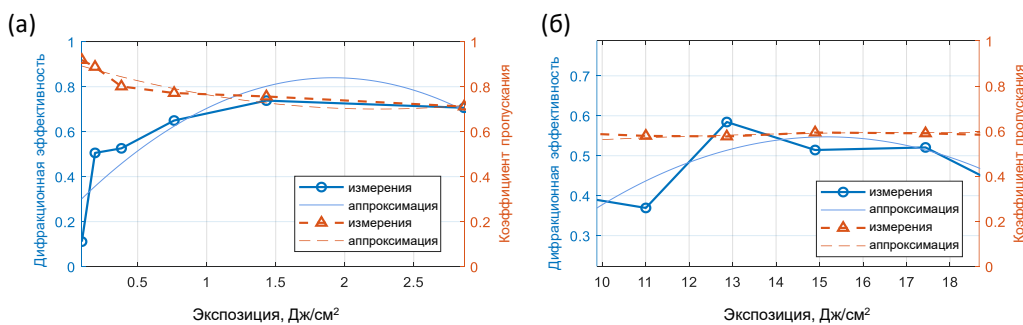 (а)
Дифракционная эффективность
1
0.8
0.6
0.4
0.2
0
0.5
1
1.5
2
2.5
1
0.8
0.6
0.4
0.2
0
Коэффициент пропускания
измерения
аппроксимация
измерения
аппроксимация
Экспозиция, Дж/см²
(б)
Дифракционная эффективность
0.7
0.6
0.5
0.4
0.3
10
11
12
13
14
15
16
17
18
1
0.8
0.6
0.4
0.2
0
Коэффициент пропускания
измерения
аппроксимация
измерения
аппроксимация
Экспозиция, Дж/см²